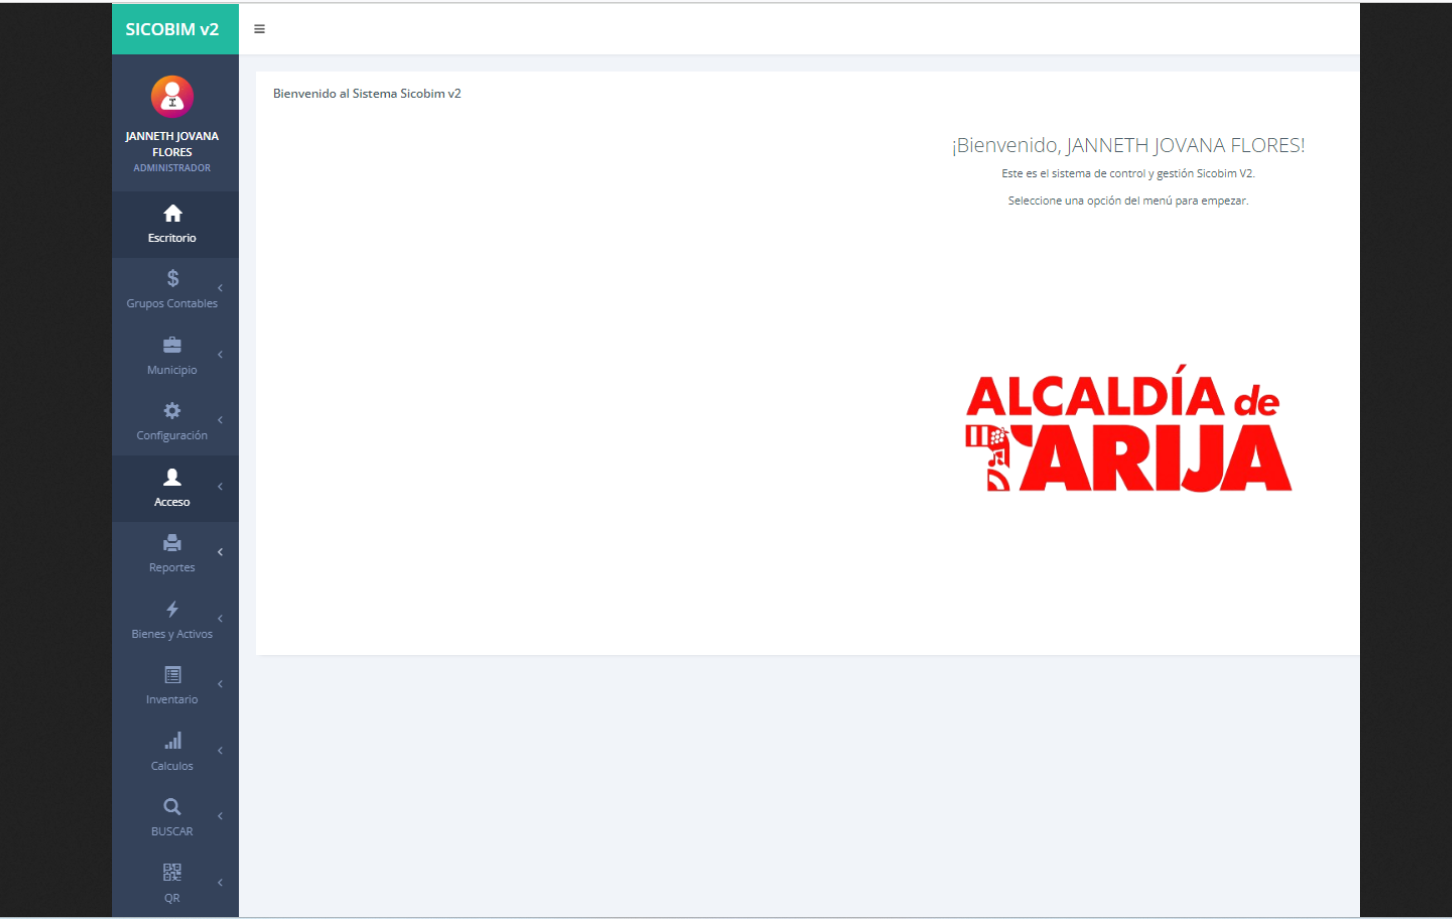 SICOBIM v2
JANNETH JOVANA
FLORES
ADMINISTRADOR
Escritorio
Grupos Contables
Municipio
Configuración
Acceso
Reportes
Bienes y Activos
Inventario
Calculos
BUSCAR
QR
Bienvenido al Sistema Sicobim v2
¡Bienvenido, JANNETH JOVANA FLORES!
Este es el sistema de control y gestión Sicobim V2.
Seleccione una opción del menú para empezar.
ALCALDÍA de
TARIJA